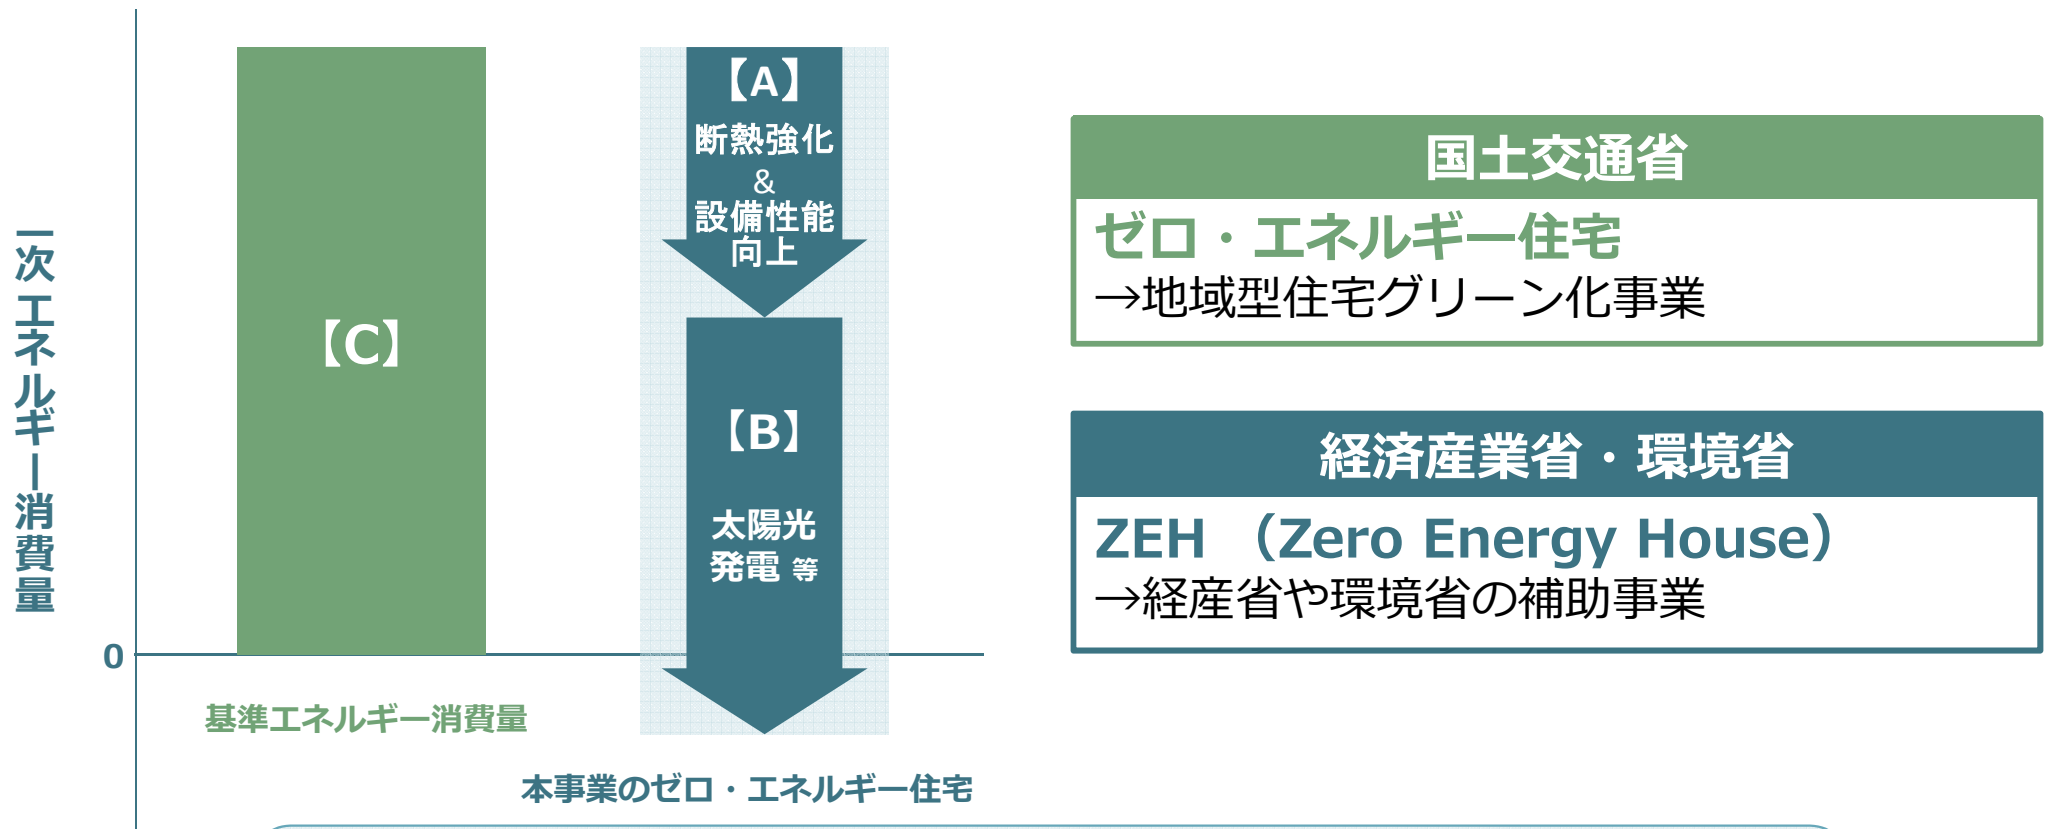 一次エネルギー消費量
【C】
0
基準エネルギー消費量
【A】
断熱強化
&
設備性能
向上
【B】
太陽光
発電 等
本事業のゼロ・エネルギー住宅
国土交通省
ゼロ・エネルギー住宅
→地域型住宅グリーン化事業
経済産業省・環境省
ZEH （Zero Energy House）
→経産省や環境省の補助事業